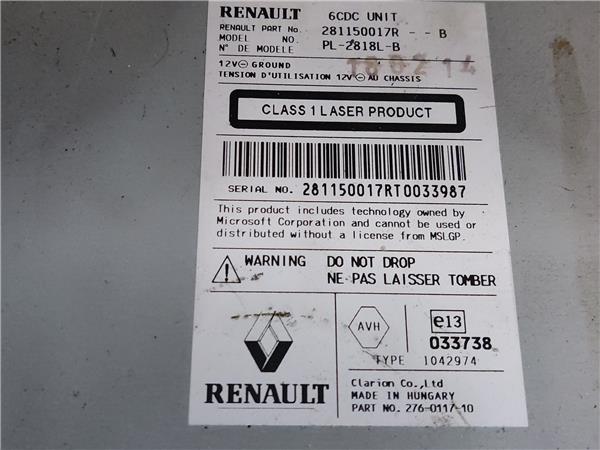 RENAULT 6CDC UNIT
RENAULT PART No. 281150017R - - B
MODEL NO. PL-2818L-B
N° DE MODELE
12V⊖ GROUND
TENSION D'UTILISATION 12V⊖ AU CHASSIS
180214
CLASS 1 LASER PRODUCT
SERIAL NO. 281150017RT0033987
This product includes technology owned by
Microsoft Corporation and cannot be used or
distributed without a license from MSLGP.
WARNING DO NOT DROP
NE PAS LAISSER TOMBER
AVH e13
033738
TYPE 1042974
RENAULT
Clarion Co.,Ltd
MADE IN HUNGARY
PART NO. 276-0117-10